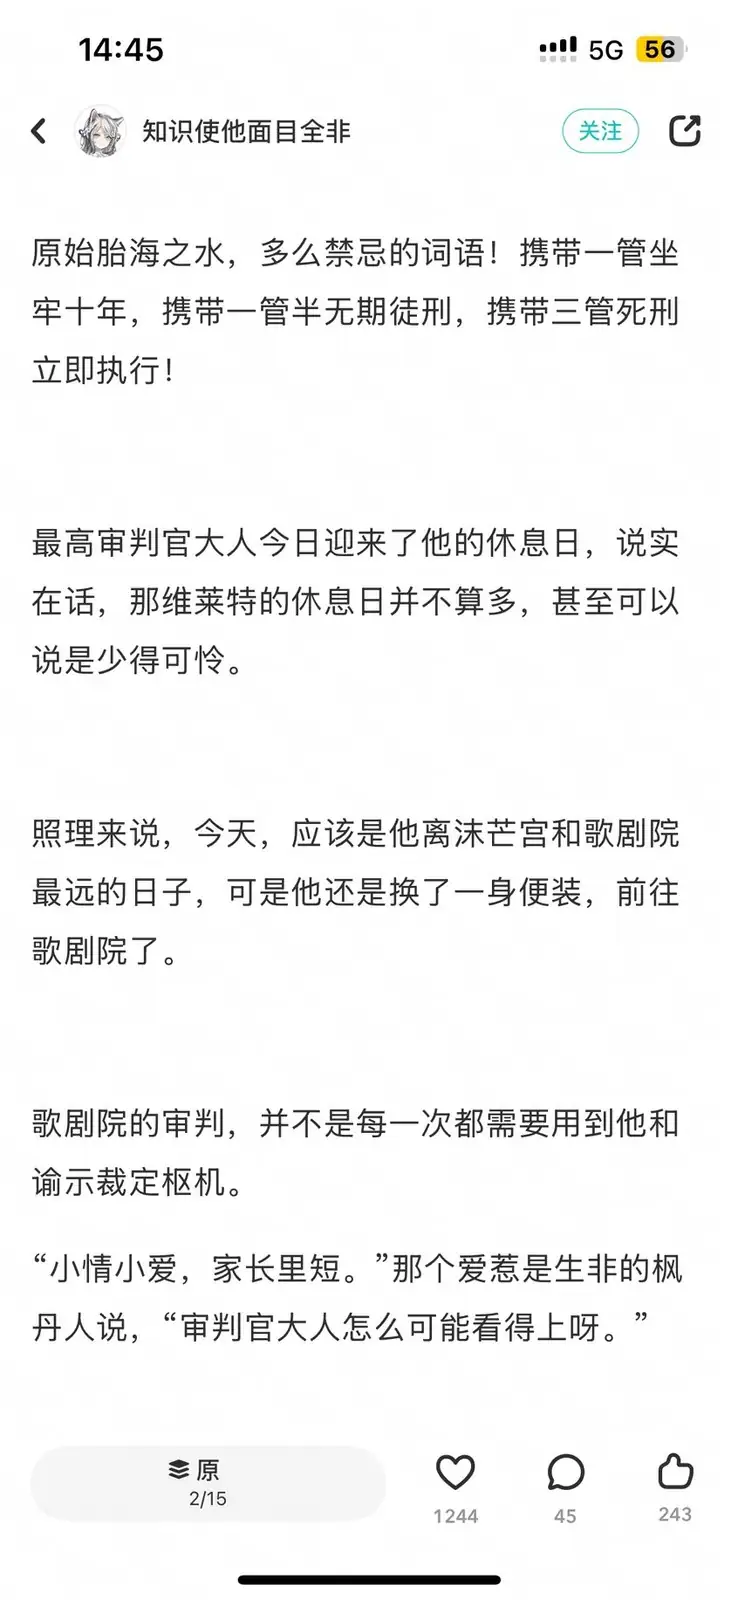 14:45 5G 56
知识使他面目全非 关注
原始胎海之水，多么禁忌的词语！携带一管坐
牢十年，携带一管半无期徒刑，携带三管死刑
立即执行！
最高审判官大人今日迎来了他的休息日，说实
在话，那维莱特的休息日并不算多，甚至可以
说是少得可怜。
照理来说，今天，应该是他离沫芒宫和歌剧院
最远的日子，可是他还是换了一身便装，前往
歌剧院了。
歌剧院的审判，并不是每一次都需要用到他和
谕示裁定枢机。
“小情小爱，家长里短。”那个爱惹是生非的枫
丹人说，“审判官大人怎么可能看得上呀。”
原
2/15
1244 45 243